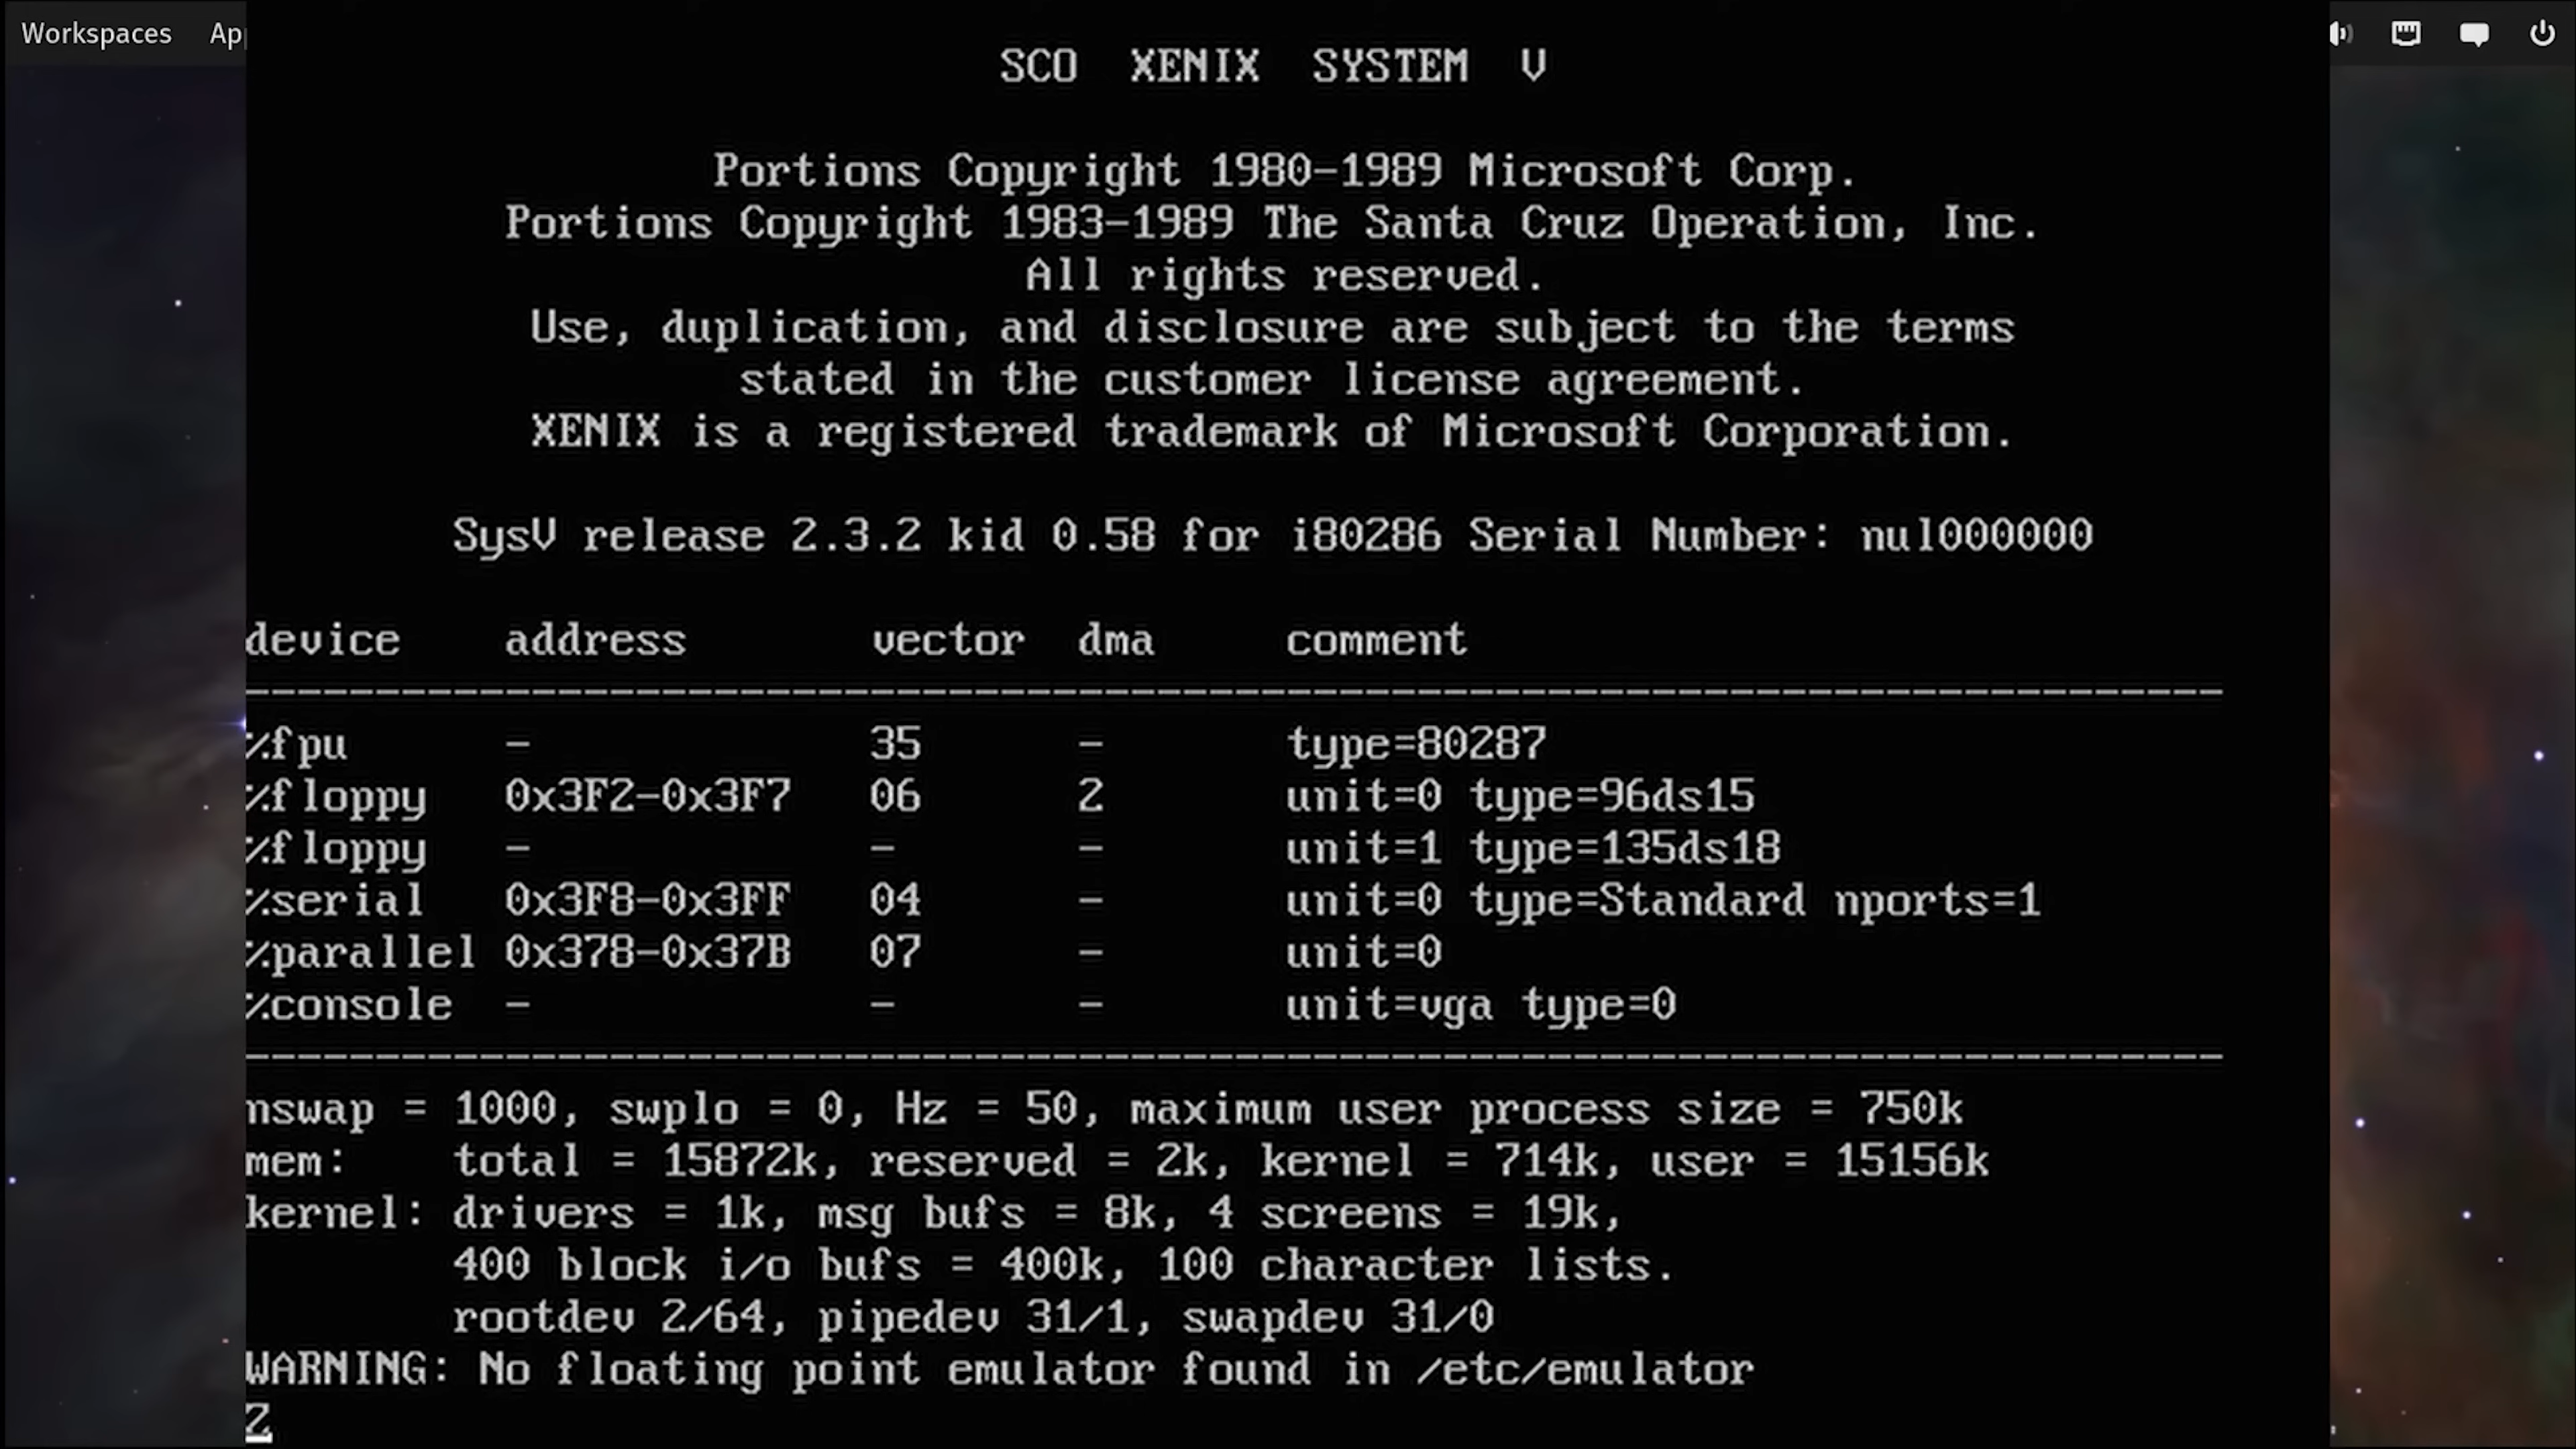 Workspaces
SCO XENIX SYSTEM V
Portions Copyright 1980-1989 Microsoft Corp.
Portions Copyright 1983-1989 The Santa Cruz Operation, Inc.
All rights reserved.
Use, duplication, and disclosure are subject to the terms
stated in the customer license agreement.
XENIX is a registered trademark of Microsoft Corporation.
SysV release 2.3.2 kid 0.58 for i80286 Serial Number: nul000000
device address vector dma comment
--------------------------------------------------------------------------------
%fpu - 35 - type=80287
%floppy 0x3F2-0x3F7 06 2 unit=0 type=96ds15
%floppy - - - unit=1 type=135ds18
%serial 0x3F8-0x3FF 04 - unit=0 type=Standard nports=1
%parallel 0x378-0x37B 07 - unit=0
%console - - - unit=vga type=0
--------------------------------------------------------------------------------
nswap = 1000, swplo = 0, Hz = 50, maximum user process size = 750k
mem: total = 15872k, reserved = 2k, kernel = 714k, user = 15156k
kernel: drivers = 1k, msg bufs = 8k, 4 screens = 19k,
400 block i/o bufs = 400k, 100 character lists.
rootdev 2/64, pipedev 31/1, swapdev 31/0
WARNING: No floating point emulator found in /etc/emulator
Z